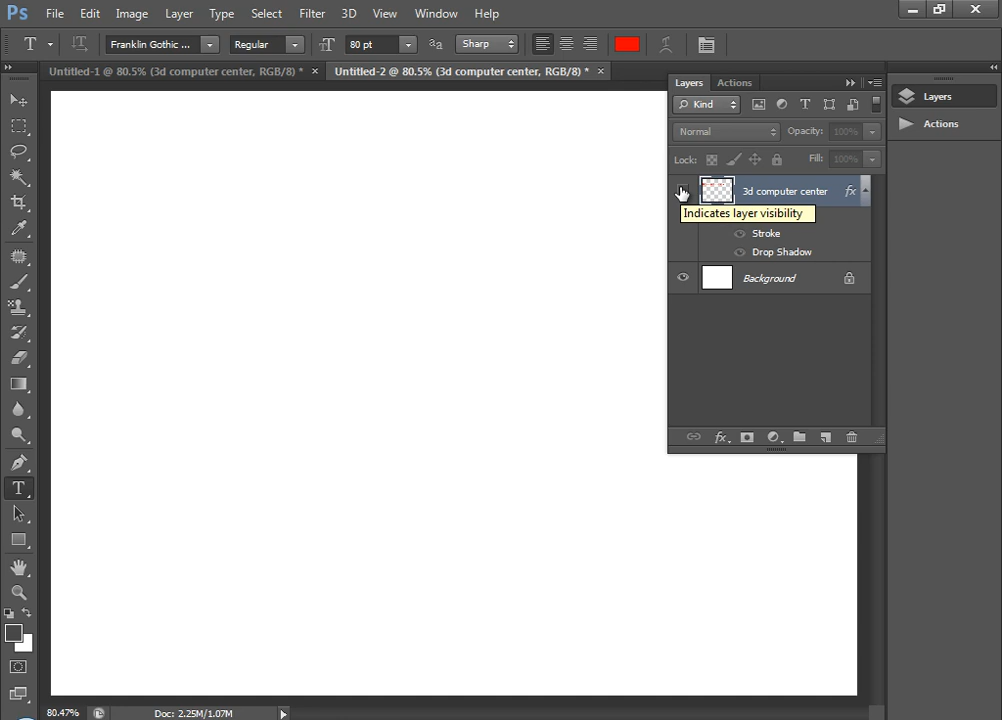 Ps File Edit Image Layer Type Select Filter 3D View Window Help
T Franklin Gothic ... Regular 80 pt aa Sharp
Untitled-1 @ 80.5% (3d computer center, RGB/8) * × Untitled-2 @ 80.5% (3d computer center, RGB/8) * ×
Layers Actions
Kind
Normal Opacity: 100%
Lock: Fill: 100%
3d computer center fx
Indicates layer visibility
Stroke
Drop Shadow
Background
fx
Layers
Actions
T
80.47% Doc: 2.25M/1.07M